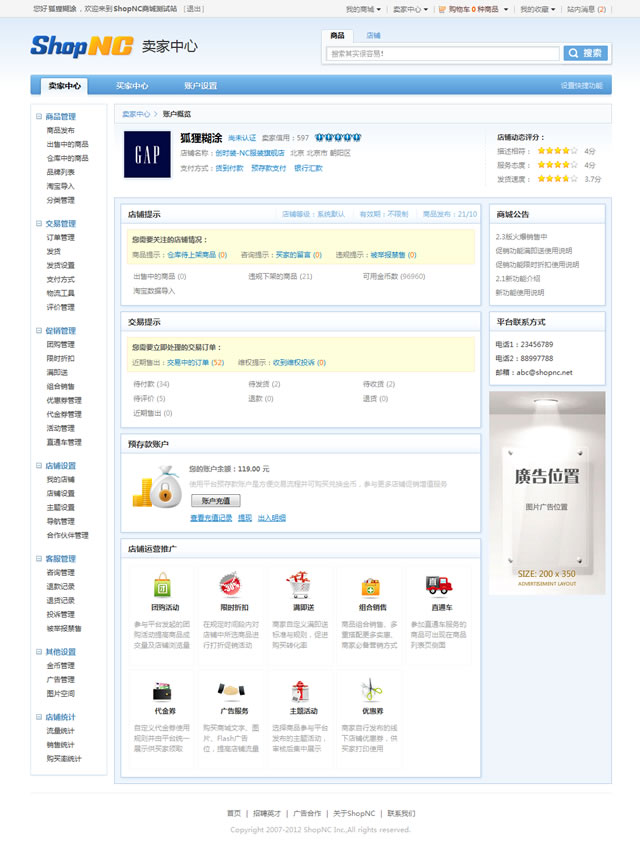 您好 狐狸糊涂，欢迎来到 ShopNC商城测试站 [退出]
我的商城 卖家中心 购物车 0 种商品 我的收藏 站内消息 (2)
ShopNC 卖家中心
商品 店铺
搜索其实很容易! 搜索
卖家中心 买家中心 账户设置 设置快捷功能
商品管理
商品发布
出售中的商品
仓库中的商品
品牌列表
淘宝导入
分类管理
交易管理
订单管理
发货
发货设置
支付方式
物流工具
评价管理
促销管理
团购管理
限时折扣
满即送
组合销售
优惠券管理
代金券管理
活动管理
直通车管理
店铺设置
我的店铺
店铺设置
主题设置
导航管理
合作伙伴管理
客服管理
咨询管理
退款记录
退货记录
投诉管理
被举报禁售
其他设置
金币管理
广告管理
图片空间
店铺统计
流量统计
销售统计
购买率统计
卖家中心 > 账户概览
GAP
狐狸糊涂 尚未认证 卖家信用：597
店铺名称：创时装-NC服装旗舰店 北京 北京市 朝阳区
支付方式：货到付款 预存款支付 银行汇款
店铺动态评分：
描述相符： 4分
服务态度： 4分
发货速度： 3.7分
店铺提示 店铺等级：系统默认 有效期：不限制 商品发布：21/10
您需要关注的店铺情况：
商品提示：仓库待上架商品 (0) 咨询提示：买家的留言 (0) 违规提示：被举报禁售 (0)
出售中的商品 (0) 违规下架的商品 (21) 可用金币数 (96960)
淘宝数据导入
交易提示
您需要立即处理的交易订单：
近期售出：交易中的订单 (52) 维权提示：收到维权投诉 (0)
待付款 (34) 待发货 (2) 待收货 (2)
待评价 (5) 退款 (0) 退货 (0)
近期售出 (0)
预存款账户
您的账户余额：119.00 元
使用平台预存款账户是方便交易流程并可购买兑换金币，参与更多店铺促销增值服务
账户充值
查看充值记录 提现 出入明细
店铺运营推广
团购活动
参与平台发起的团
购活动提高商品成
交量及店铺浏览量
限时折扣
在规定时间段内对
店铺中所选商品进
行打折促销活动
满即送
商家自定义满即送
标准与规则，促进
购买转化率
组合销售
商品组合销售、多
重搭配更多实惠、
商家必备营销方式
直通车
参加直通车服务的
商品可出现在商品
列表页侧面
代金券
自定义代金券使用
规则并由平台统一
展示供买家领取
广告服务
购买商城文字、图
片、Flash广告
位，提高店铺流量
主题活动
选择商品参与平台
发布的主题活动，
审核后集中展示
优惠券
商家自行发布的线
下店铺优惠券，供
买家打印使用
商城公告
2.3版火爆销售中
促销功能满即送使用说明
促销功能限时折扣使用说明
2.1新功能介绍
新功能使用说明
平台联系方式
电话1：23456789
电话2：88997788
邮箱：abc@shopnc.net
廣告位置
图片广告位置
SIZE: 200 x 350
ADVERTISEMENT LAYOUT
首页 | 招聘英才 | 广告合作 | 关于ShopNC | 联系我们
Copyright 2007-2012 ShopNC Inc.,All rights reserved.